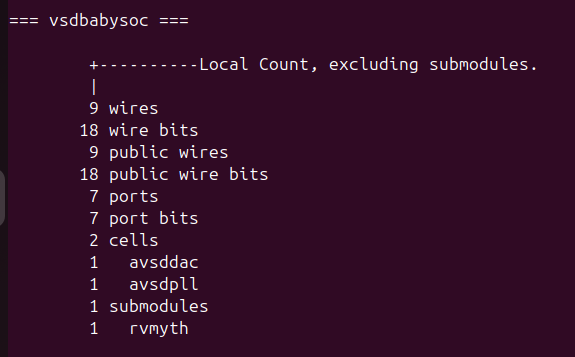 === vsdbabysoc ===
+----------Local Count, excluding submodules.
|
9 wires
18 wire bits
9 public wires
18 public wire bits
7 ports
7 port bits
2 cells
1   avsddac
1   avsdpll
1 submodules
1   rvmyth